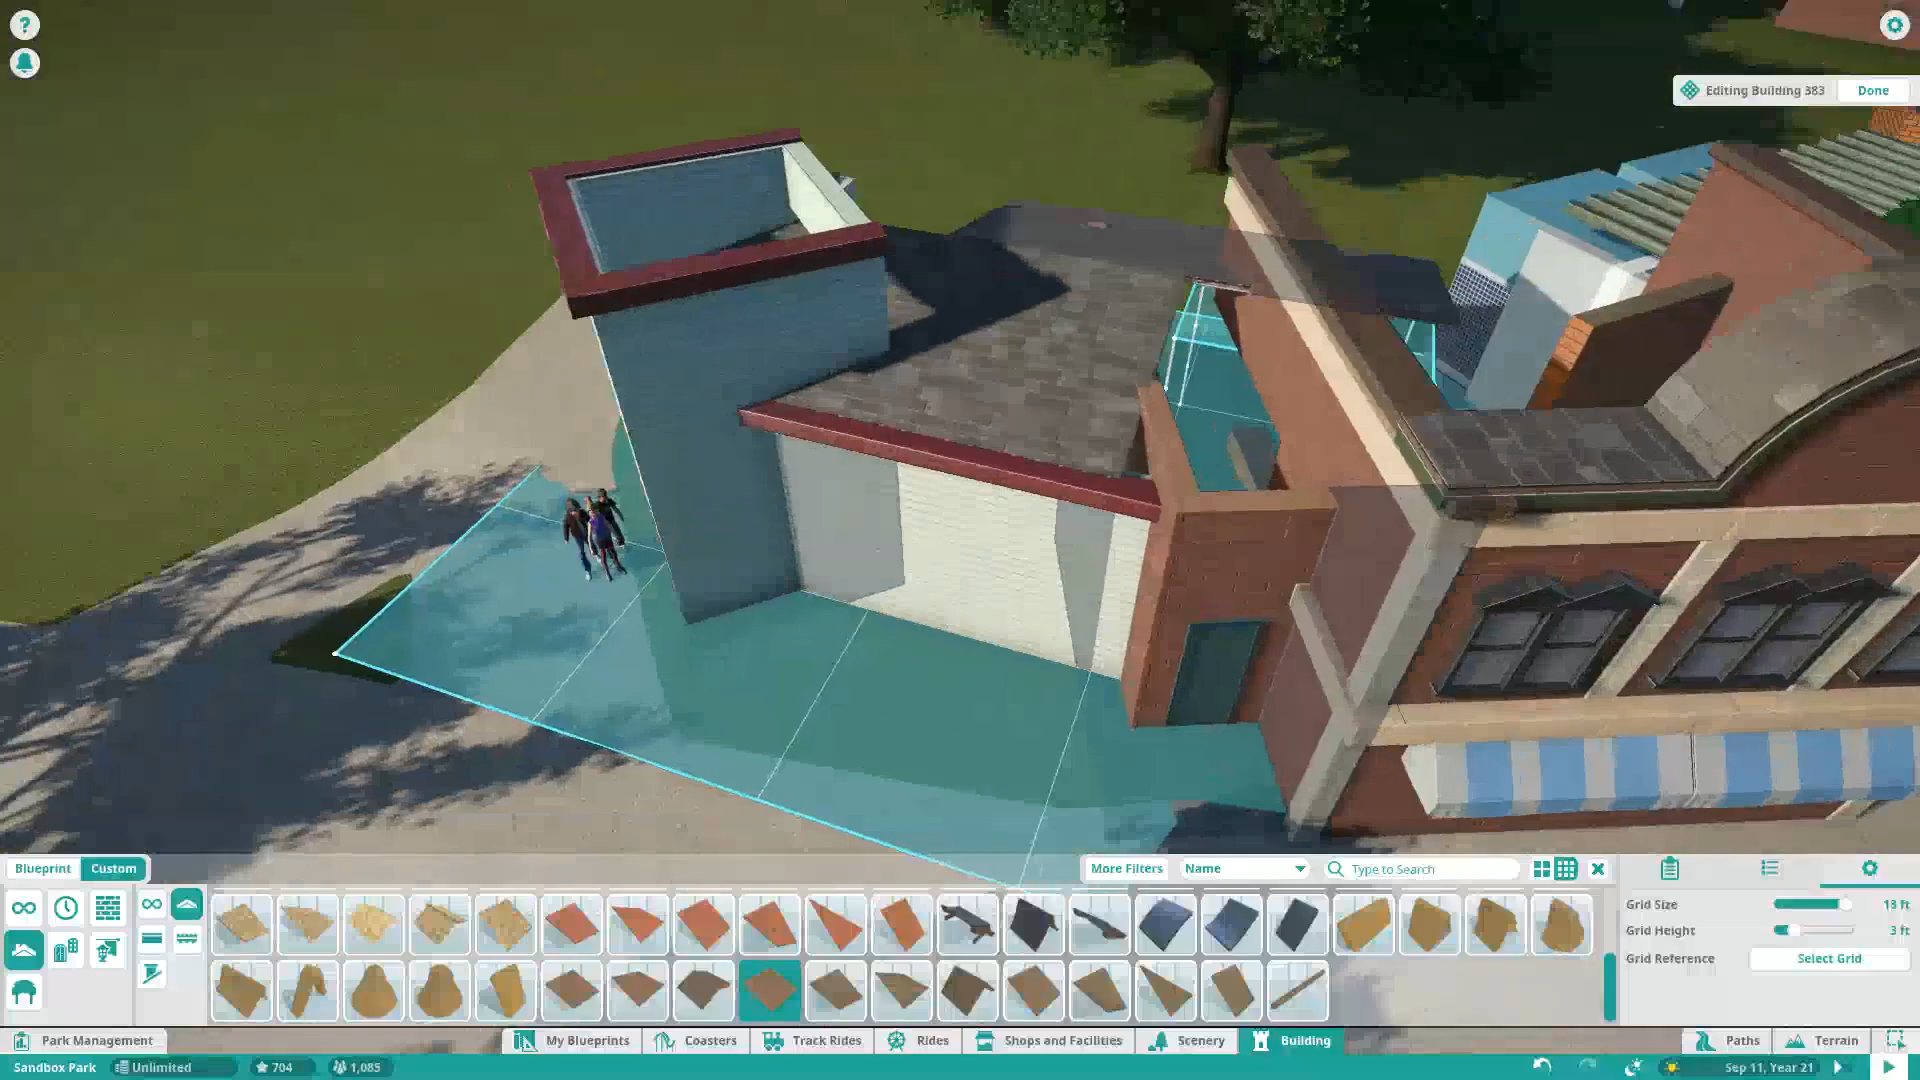 ?
Editing Building 383
Done
Blueprint
Custom
More Filters
Name
Type to Search
Grid Size
13 ft
Grid Height
3 ft
Grid Reference
Select Grid
Park Management
My Blueprints
Coasters
Track Rides
Rides
Shops and Facilities
Scenery
Building
Paths
Terrain
Sandbox Park
Unlimited
704
1,085
Sep 11, Year 21